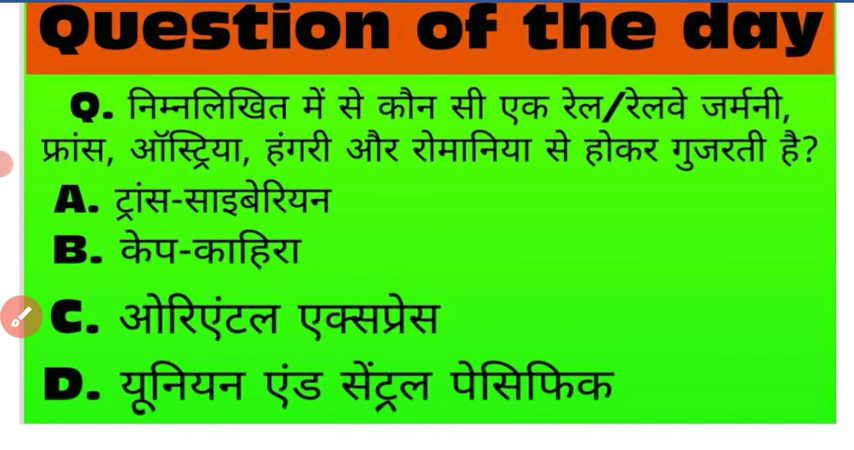 Question of the day
Q. निम्नलिखित में से कौन सी एक रेल/रेलवे जर्मनी,
फ्रांस, ऑस्ट्रिया, हंगरी और रोमानिया से होकर गुजरती है?
A. ट्रांस-साइबेरियन
B. केप-काहिरा
C. ओरिएंटल एक्सप्रेस
D. यूनियन एंड सेंट्रल पेसिफिक